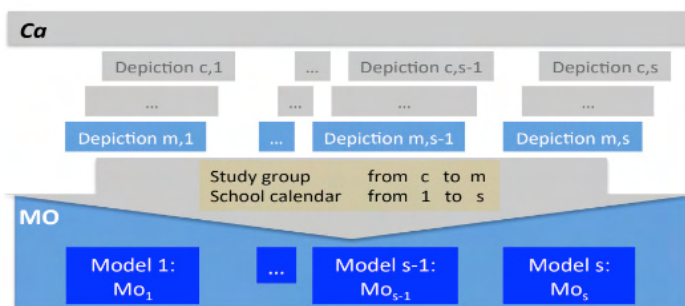 Ca
Depiction c,1 ... Depiction c,s-1 Depiction c,s
... ... ... ...
Depiction m,1 ... Depiction m,s-1 Depiction m,s
Study group from c to m
School calendar from 1 to s
MO
Model 1: ... Model s-1: Model s:
Mo₁ Moₛ₋₁ Moₛ